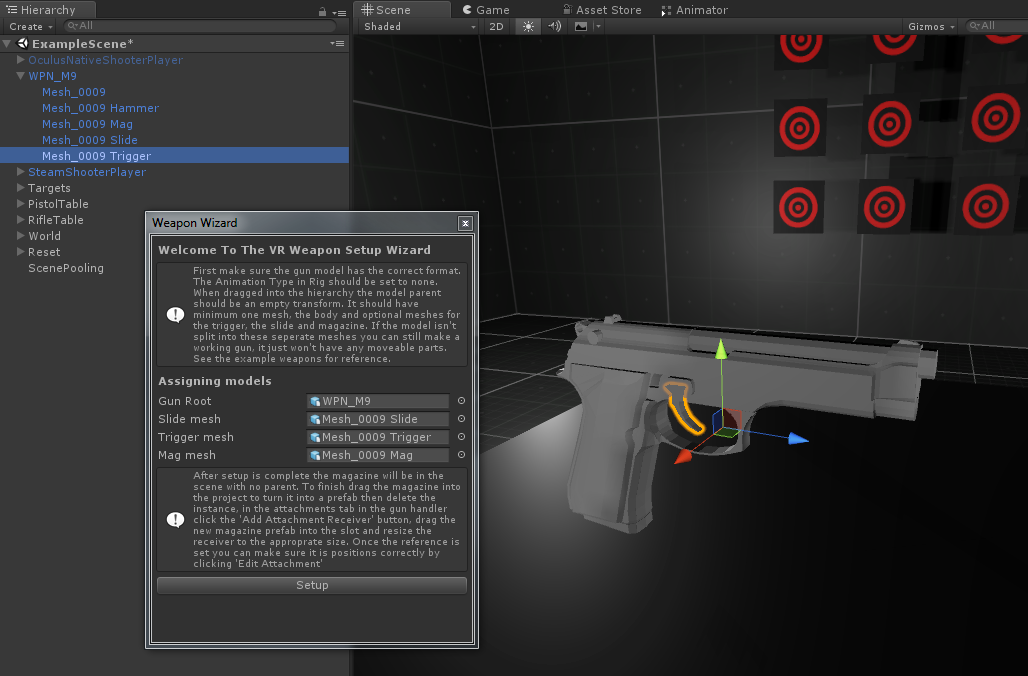 Hierarchy
Create
All
ExampleScene*
OculusNativeShooterPlayer
WPN_M9
Mesh_0009
Mesh_0009 Hammer
Mesh_0009 Mag
Mesh_0009 Slide
Mesh_0009 Trigger
SteamShooterPlayer
Targets
PistolTable
RifleTable
World
Reset
ScenePooling
Scene
Game
Asset Store
Animator
Shaded
2D
Gizmos
All
Weapon Wizard
Welcome To The VR Weapon Setup Wizard
First make sure the gun model has the correct format.
The Animation Type in Rig should be set to none.
When dragged into the hierarchy the model parent
should be an empty transform. It should have
minimum one mesh, the body and optional meshes for
the trigger, the slide and magazine. If the model isn't
split into these seperate meshes you can still make a
working gun, it just won't have any moveable parts.
See the example weapons for reference.
Assigning models
Gun Root WPN_M9
Slide mesh Mesh_0009 Slide
Trigger mesh Mesh_0009 Trigger
Mag mesh Mesh_0009 Mag
After setup is complete the magazine will be in the
scene with no parent. To finish drag the magazine into
the project to turn it into a prefab then delete the
instance, in the attachments tab in the gun handler
click the 'Add Attachment Receiver' button, drag the
new magazine prefab into the slot and resize the
receiver to the approprate size. Once the reference is
set you can make sure it is positions correctly by
clicking 'Edit Attachment'
Setup